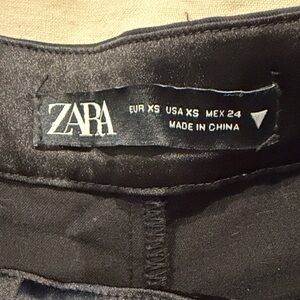 ZARA
EUR XS USA XS MEX 24
MADE IN CHINA